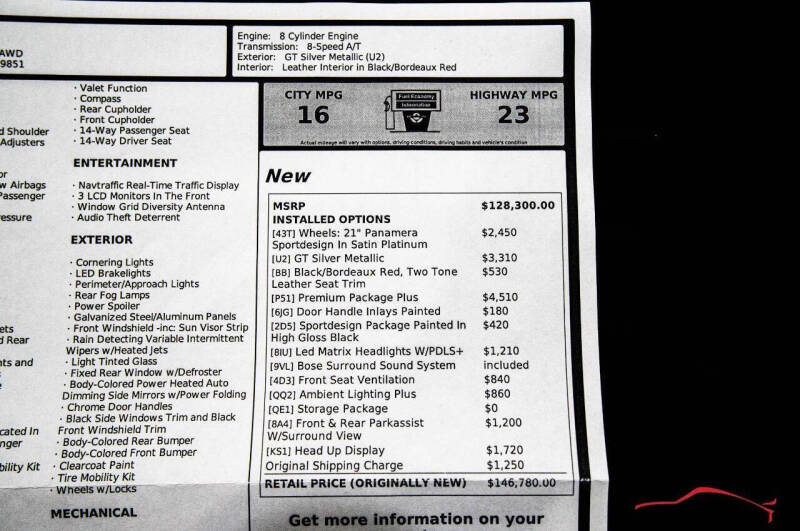 AWD
9851
Engine: 8 Cylinder Engine
Transmission: 8-Speed A/T
Exterior: GT Silver Metallic (U2)
Interior: Leather Interior in Black/Bordeaux Red
d Shoulder
Adjusters
or
w Airbags
Passenger
essure
ets
d Rear
nts and
e
cated In
nger
bility Kit
· Valet Function
· Compass
· Rear Cupholder
· Front Cupholder
· 14-Way Passenger Seat
· 14-Way Driver Seat
ENTERTAINMENT
· Navtraffic Real-Time Traffic Display
· 3 LCD Monitors In The Front
· Window Grid Diversity Antenna
· Audio Theft Deterrent
EXTERIOR
· Cornering Lights
· LED Brakelights
· Perimeter/Approach Lights
· Rear Fog Lamps
· Power Spoiler
· Galvanized Steel/Aluminum Panels
· Front Windshield -inc: Sun Visor Strip
· Rain Detecting Variable Intermittent
Wipers w/Heated Jets
· Light Tinted Glass
· Fixed Rear Window w/Defroster
· Body-Colored Power Heated Auto
Dimming Side Mirrors w/Power Folding
· Chrome Door Handles
· Black Side Windows Trim and Black
Front Windshield Trim
· Body-Colored Rear Bumper
· Body-Colored Front Bumper
· Clearcoat Paint
· Tire Mobility Kit
· Wheels w/Locks
MECHANICAL
CITY MPG
16
Fuel Economy
Information
HIGHWAY MPG
23
Actual mileage will vary with options, driving conditions, driving habits and vehicle's condition
New
MSRP $128,300.00
INSTALLED OPTIONS
[43T] Wheels: 21" Panamera $2,450
Sportdesign In Satin Platinum
[U2] GT Silver Metallic $3,310
[BB] Black/Bordeaux Red, Two Tone $530
Leather Seat Trim
[P51] Premium Package Plus $4,510
[6JG] Door Handle Inlays Painted $180
[2D5] Sportdesign Package Painted In $420
High Gloss Black
[8IU] Led Matrix Headlights W/PDLS+ $1,210
[9VL] Bose Surround Sound System included
[4D3] Front Seat Ventilation $840
[QQ2] Ambient Lighting Plus $860
[QE1] Storage Package $0
[8A4] Front & Rear Parkassist $1,200
W/Surround View
[KS1] Head Up Display $1,720
Original Shipping Charge $1,250
RETAIL PRICE (ORIGINALLY NEW) $146,780.00
Get more information on your